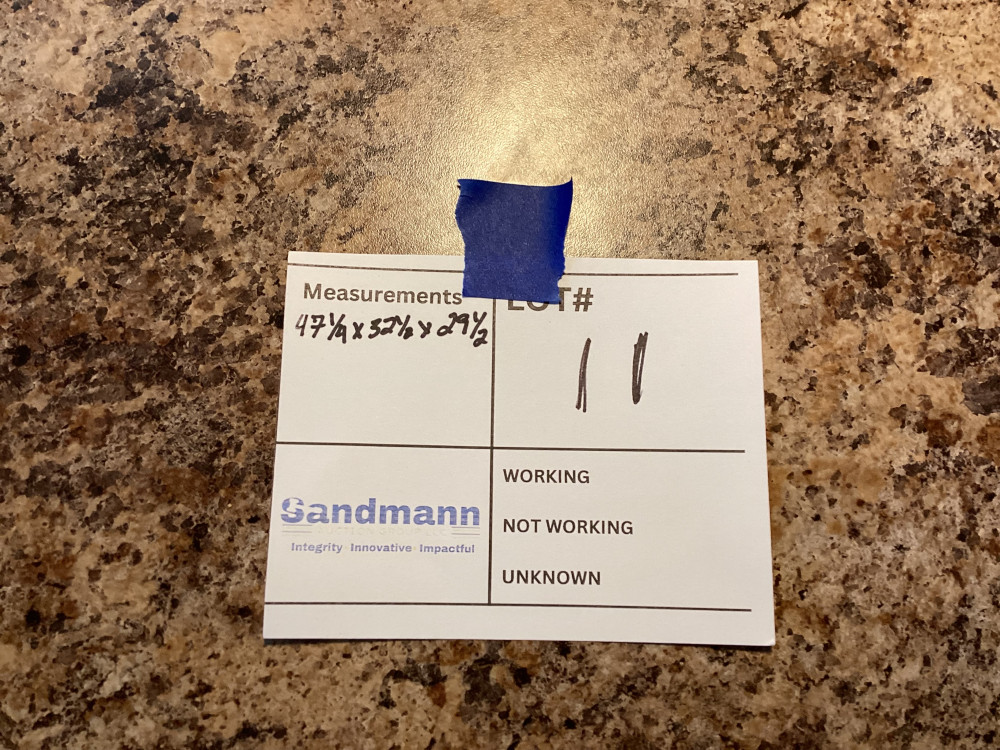 Measurements
LOT#
47 1/4 x 32 1/2 x 29 1/2
11
Sandmann
Integrity Innovative Impactful
WORKING
NOT WORKING
UNKNOWN